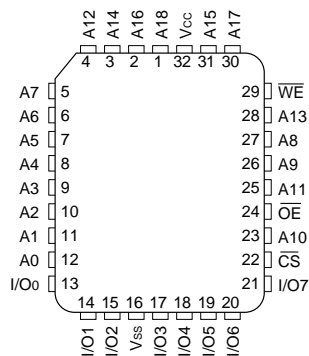 A12 A14 A16 A18 Vcc A15 A17
4 3 2 1 32 31 30
A7 5 29 W̅E̅
A6 6 28 A13
A5 7 27 A8
A4 8 26 A9
A3 9 25 A11
A2 10 24 O̅E̅
A1 11 23 A10
A0 12 22 C̅S̅
I/O0 13 21 I/O7
14 15 16 17 18 19 20
I/O1 I/O2 Vss I/O3 I/O4 I/O5 I/O6